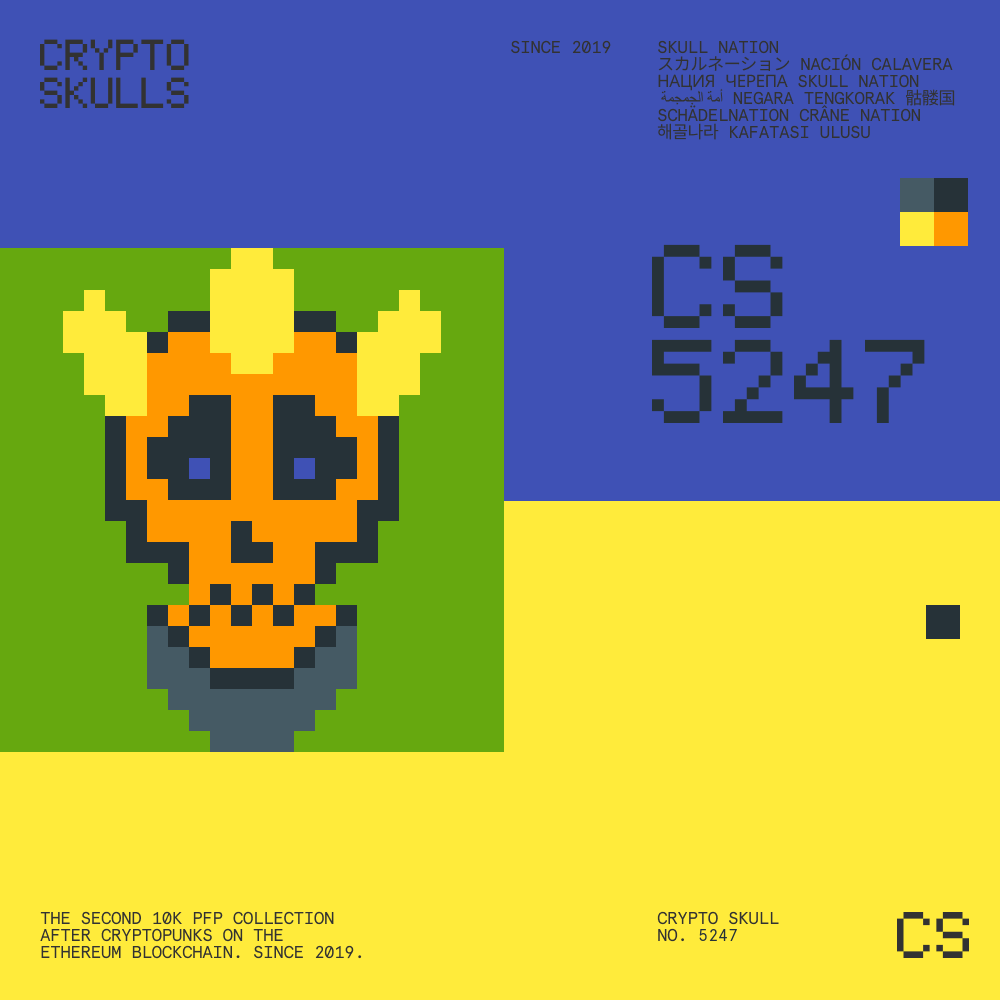 CRYPTO
SKULLS
SINCE 2019
SKULL NATION
スカルネーション NACIÓN CALAVERA
НАЦИЯ ЧЕРЕПА SKULL NATION
أمة الجمجمة NEGARA TENGKORAK 骷髅国
SCHÄDELNATION CRÂNE NATION
해골나라 KAFATASI ULUSU
CS
5247
THE SECOND 10K PFP COLLECTION
AFTER CRYPTOPUNKS ON THE
ETHEREUM BLOCKCHAIN. SINCE 2019.
CRYPTO SKULL
NO. 5247
CS